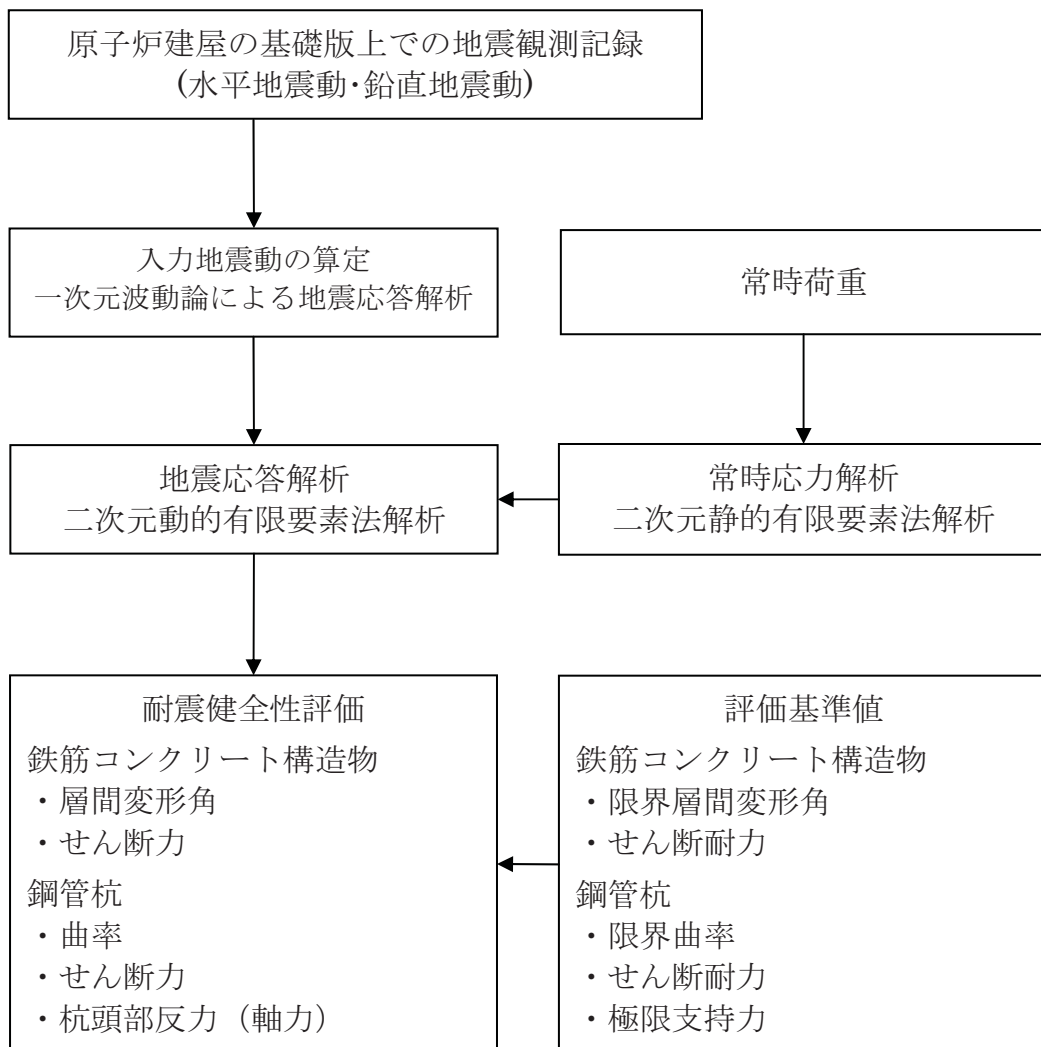 原子炉建屋の基礎版上での地震観測記録
(水平地震動･鉛直地震動)
入力地震動の算定
一次元波動論による地震応答解析
常時荷重
地震応答解析
二次元動的有限要素法解析
常時応力解析
二次元静的有限要素法解析
耐震健全性評価
鉄筋コンクリート構造物
・層間変形角
・せん断力
鋼管杭
・曲率
・せん断力
・杭頭部反力（軸力）
評価基準値
鉄筋コンクリート構造物
・限界層間変形角
・せん断耐力
鋼管杭
・限界曲率
・せん断耐力
・極限支持力